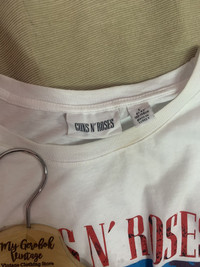 GUNS N' ROSES
S N' ROSES
My Gerobok
Vintage
Vintage Clothing Store